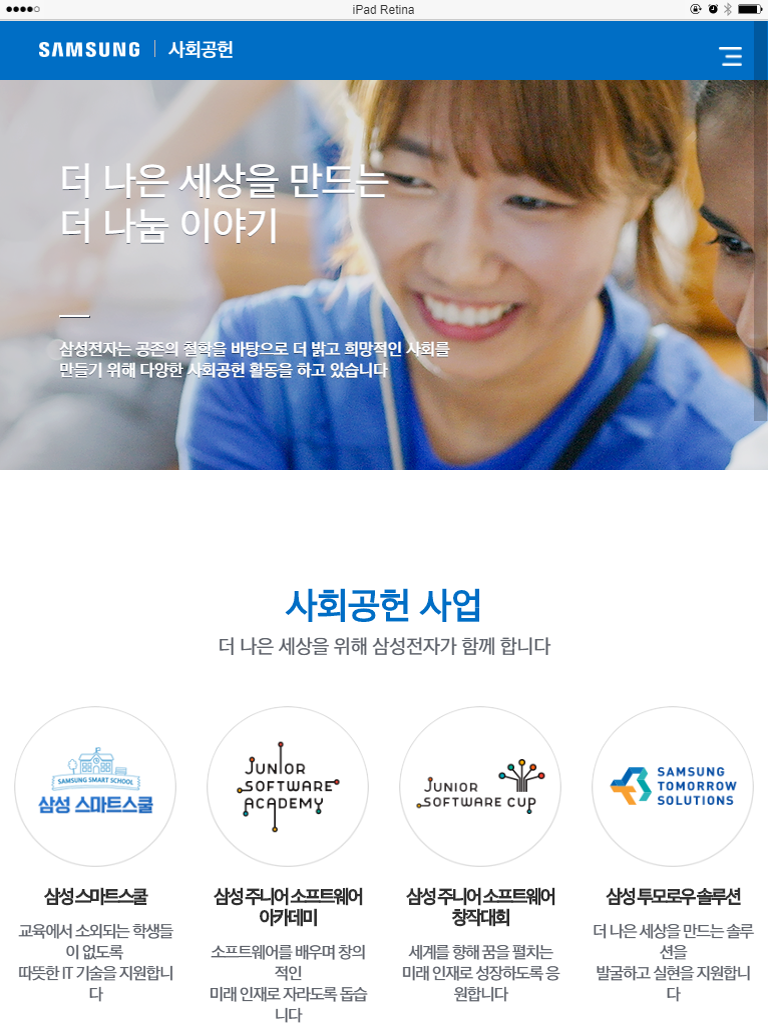 iPad Retina
SAMSUNG 사회공헌
더 나은 세상을 만드는
더 나눔 이야기
삼성전자는 공존의 철학을 바탕으로 더 밝고 희망적인 사회를
만들기 위해 다양한 사회공헌 활동을 하고 있습니다
사회공헌 사업
더 나은 세상을 위해 삼성전자가 함께 합니다
SAMSUNG SMART SCHOOL
삼성 스마트스쿨
JUNIOR
SOFTWARE
ACADEMY
JUNIOR
SOFTWARE CUP
SAMSUNG
TOMORROW
SOLUTIONS
삼성 스마트스쿨
교육에서 소외되는 학생들
이 없도록
따뜻한 IT 기술을 지원합니
다
삼성 주니어 소프트웨어
아카데미
소프트웨어를 배우며 창의
적인
미래 인재로 자라도록 돕습
니다
삼성 주니어 소프트웨어
창작대회
세계를 향해 꿈을 펼치는
미래 인재로 성장하도록 응
원합니다
삼성 투모로우 솔루션
더 나은 세상을 만드는 솔루
션을
발굴하고 실현을 지원합니
다